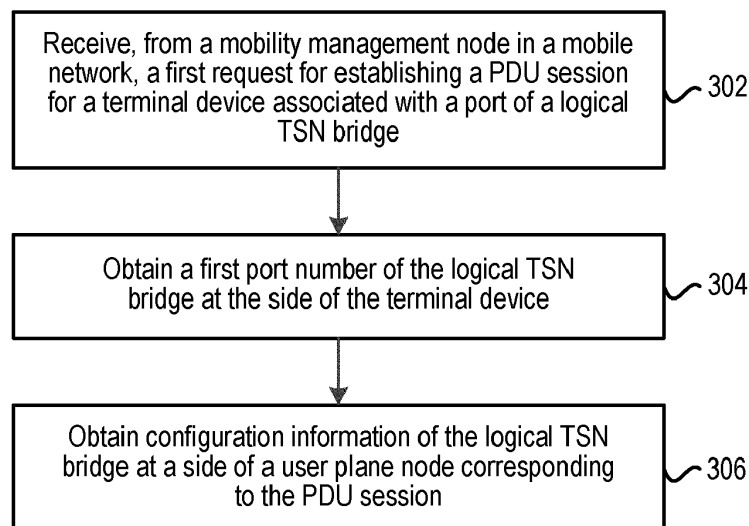 Receive, from a mobility management node in a mobile
network, a first request for establishing a PDU session
for a terminal device associated with a port of a logical
TSN bridge
302
Obtain a first port number of the logical TSN
bridge at the side of the terminal device
304
Obtain configuration information of the logical TSN
bridge at a side of a user plane node corresponding
to the PDU session
306